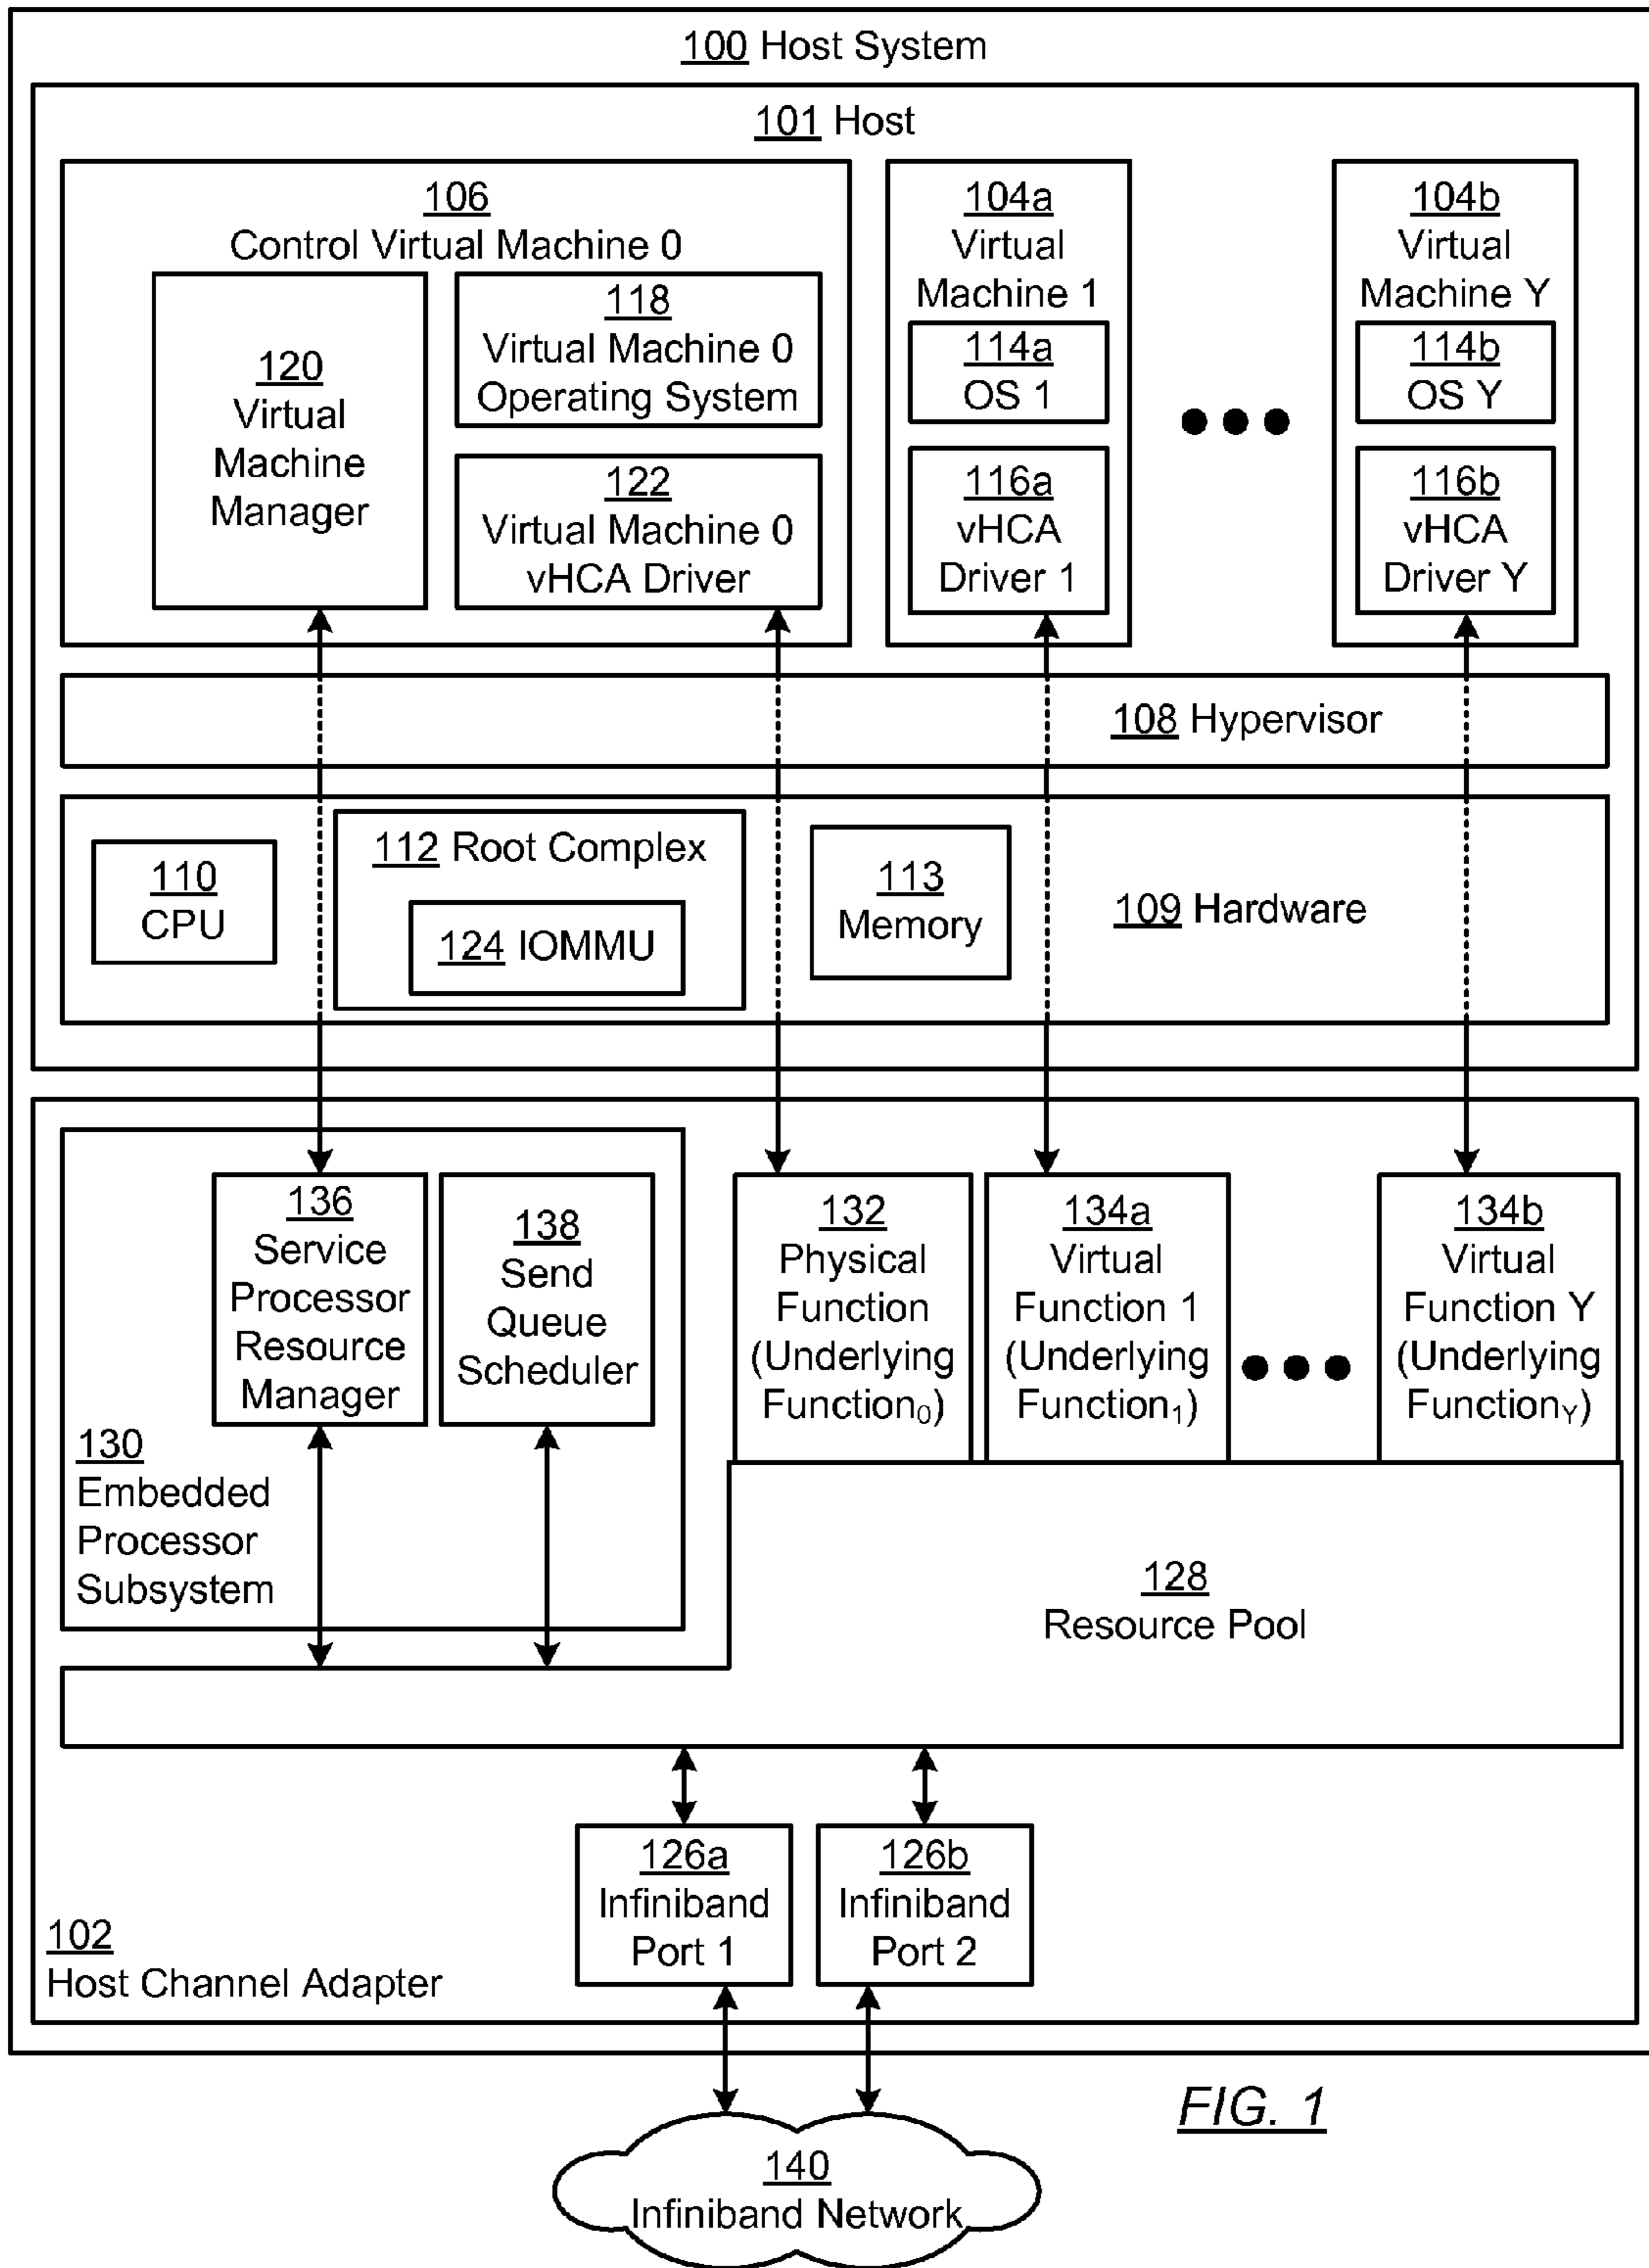 100 Host System
101 Host
106
Control Virtual Machine 0
120
Virtual
Machine
Manager
118
Virtual Machine 0
Operating System
122
Virtual Machine 0
vHCA Driver
104a
Virtual
Machine 1
114a
OS 1
116a
vHCA
Driver 1
104b
Virtual
Machine Y
114b
OS Y
116b
vHCA
Driver Y
108 Hypervisor
110
CPU
112 Root Complex
124 IOMMU
113
Memory
109 Hardware
136
Service
Processor
Resource
Manager
138
Send
Queue
Scheduler
130
Embedded
Processor
Subsystem
132
Physical
Function
(Underlying
Function₀)
134a
Virtual
Function 1
(Underlying
Function₁)
134b
Virtual
Function Y
(Underlying
FunctionY)
128
Resource Pool
126a
Infiniband
Port 1
126b
Infiniband
Port 2
102
Host Channel Adapter
140
Infiniband Network
FIG. 1